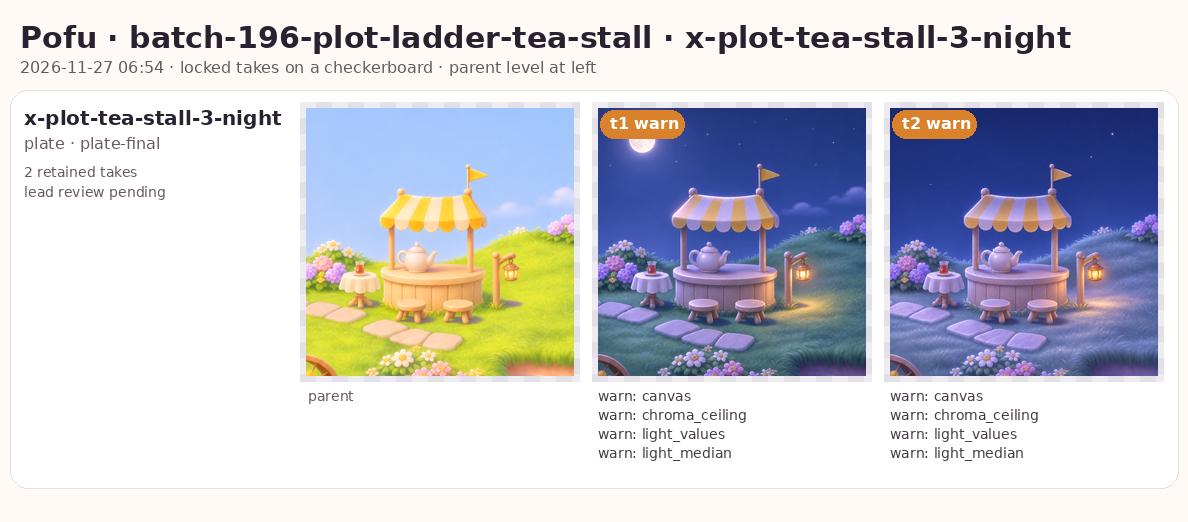 Pofu · batch-196-plot-ladder-tea-stall · x-plot-tea-stall-3-night
2026-11-27 06:54 · locked takes on a checkerboard · parent level at left
x-plot-tea-stall-3-night
plate · plate-final
2 retained takes
lead review pending
parent
t1 warn
warn: canvas
warn: chroma_ceiling
warn: light_values
warn: light_median
t2 warn
warn: canvas
warn: chroma_ceiling
warn: light_values
warn: light_median